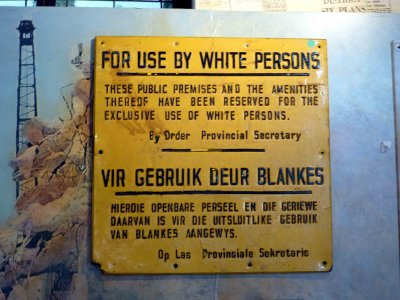 FOR USE BY WHITE PERSONS
THESE PUBLIC PREMISES AND THE AMENITIES
THEREOF HAVE BEEN RESERVED FOR THE
EXCLUSIVE USE OF WHITE PERSONS.
By Order Provincial Secretary
VIR GEBRUIK DEUR BLANKES
HIERDIE OPENBARE PERSEEL EN DIE GERIEWE
DAARVAN IS VIR DIE UITSLUITLIKE GEBRUIK
VAN BLANKES AANGEWYS.
Op Las Provinsiale Sekretaris